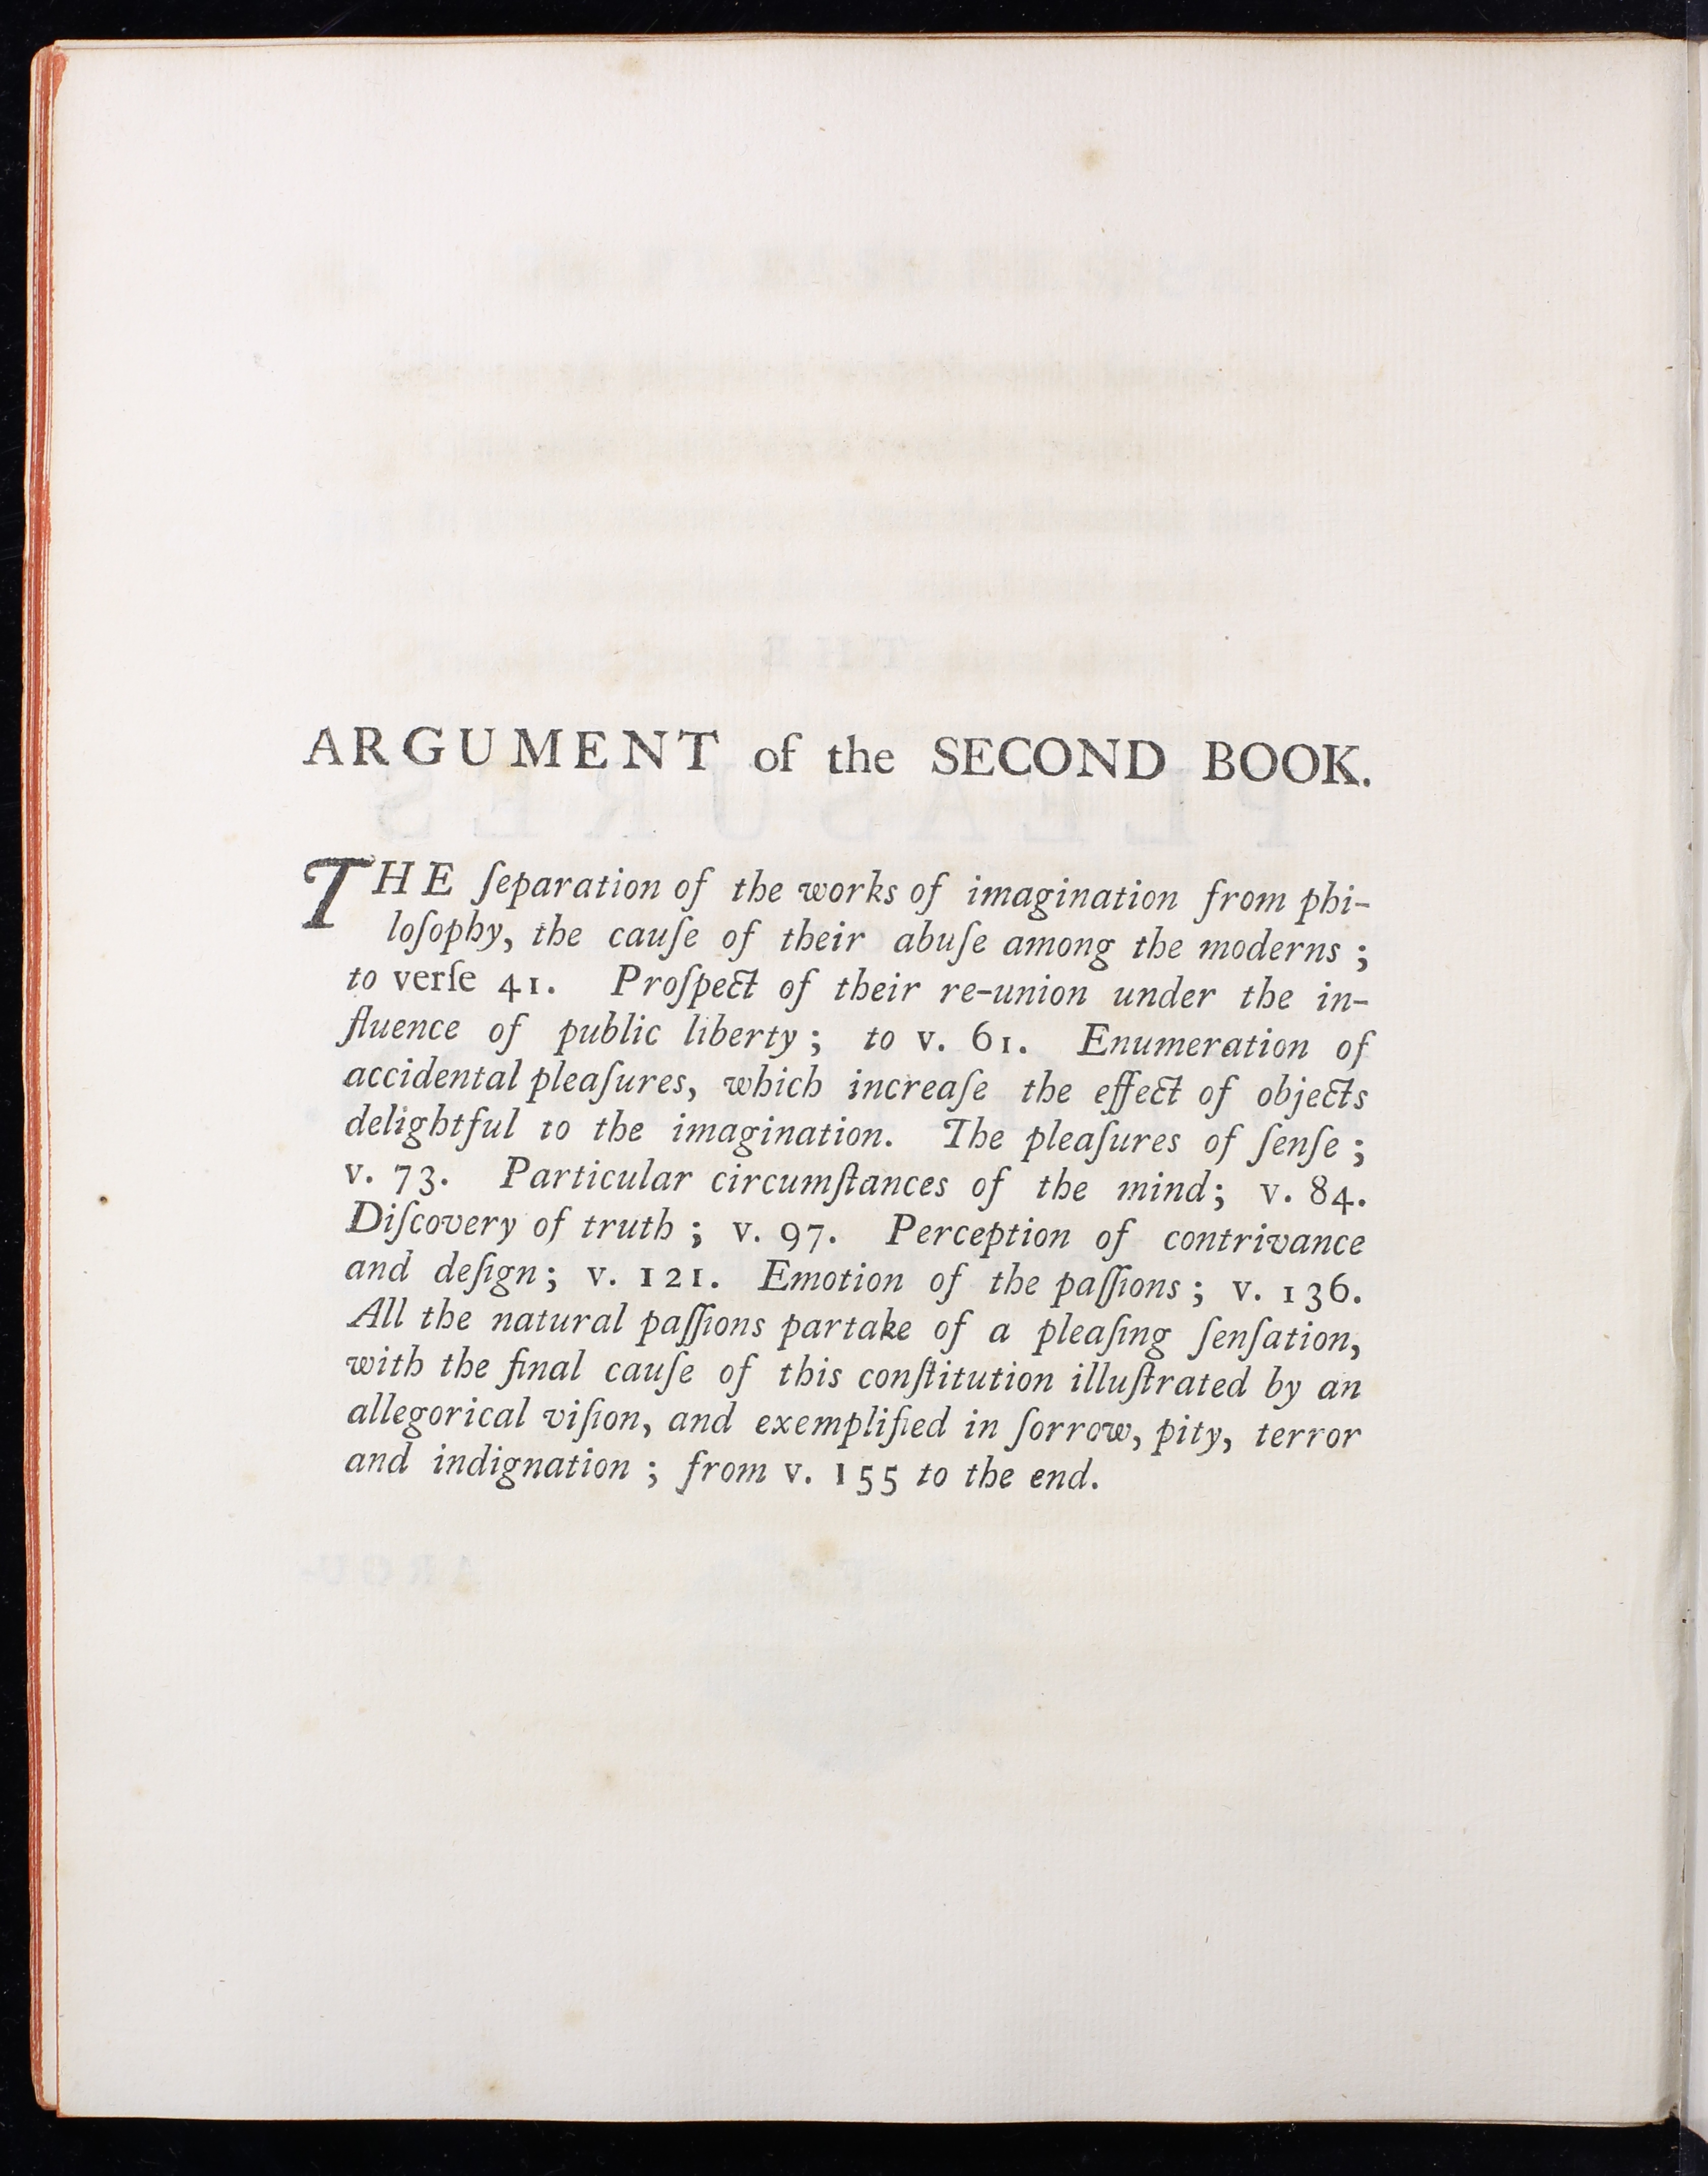 ARGUMENT of the SECOND BOOK.
THE ſeparation of the works of imagination from phi-
loſophy, the cauſe of their abuſe among the moderns ;
to verſe 41. Proſpect of their re-union under the in-
fluence of public liberty ; to v. 61. Enumeration of
accidental pleaſures, which increaſe the effect of objects
delightful to the imagination. The pleaſures of ſenſe ;
v. 73. Particular circumſtances of the mind ; v. 84.
Diſcovery of truth ; v. 97. Perception of contrivance
and deſign ; v. 121. Emotion of the paſſions ; v. 136.
All the natural paſſions partake of a pleaſing ſenſation,
with the final cauſe of this conſtitution illuſtrated by an
allegorical viſion, and exemplified in ſorrow, pity, terror
and indignation ; from v. 155 to the end.